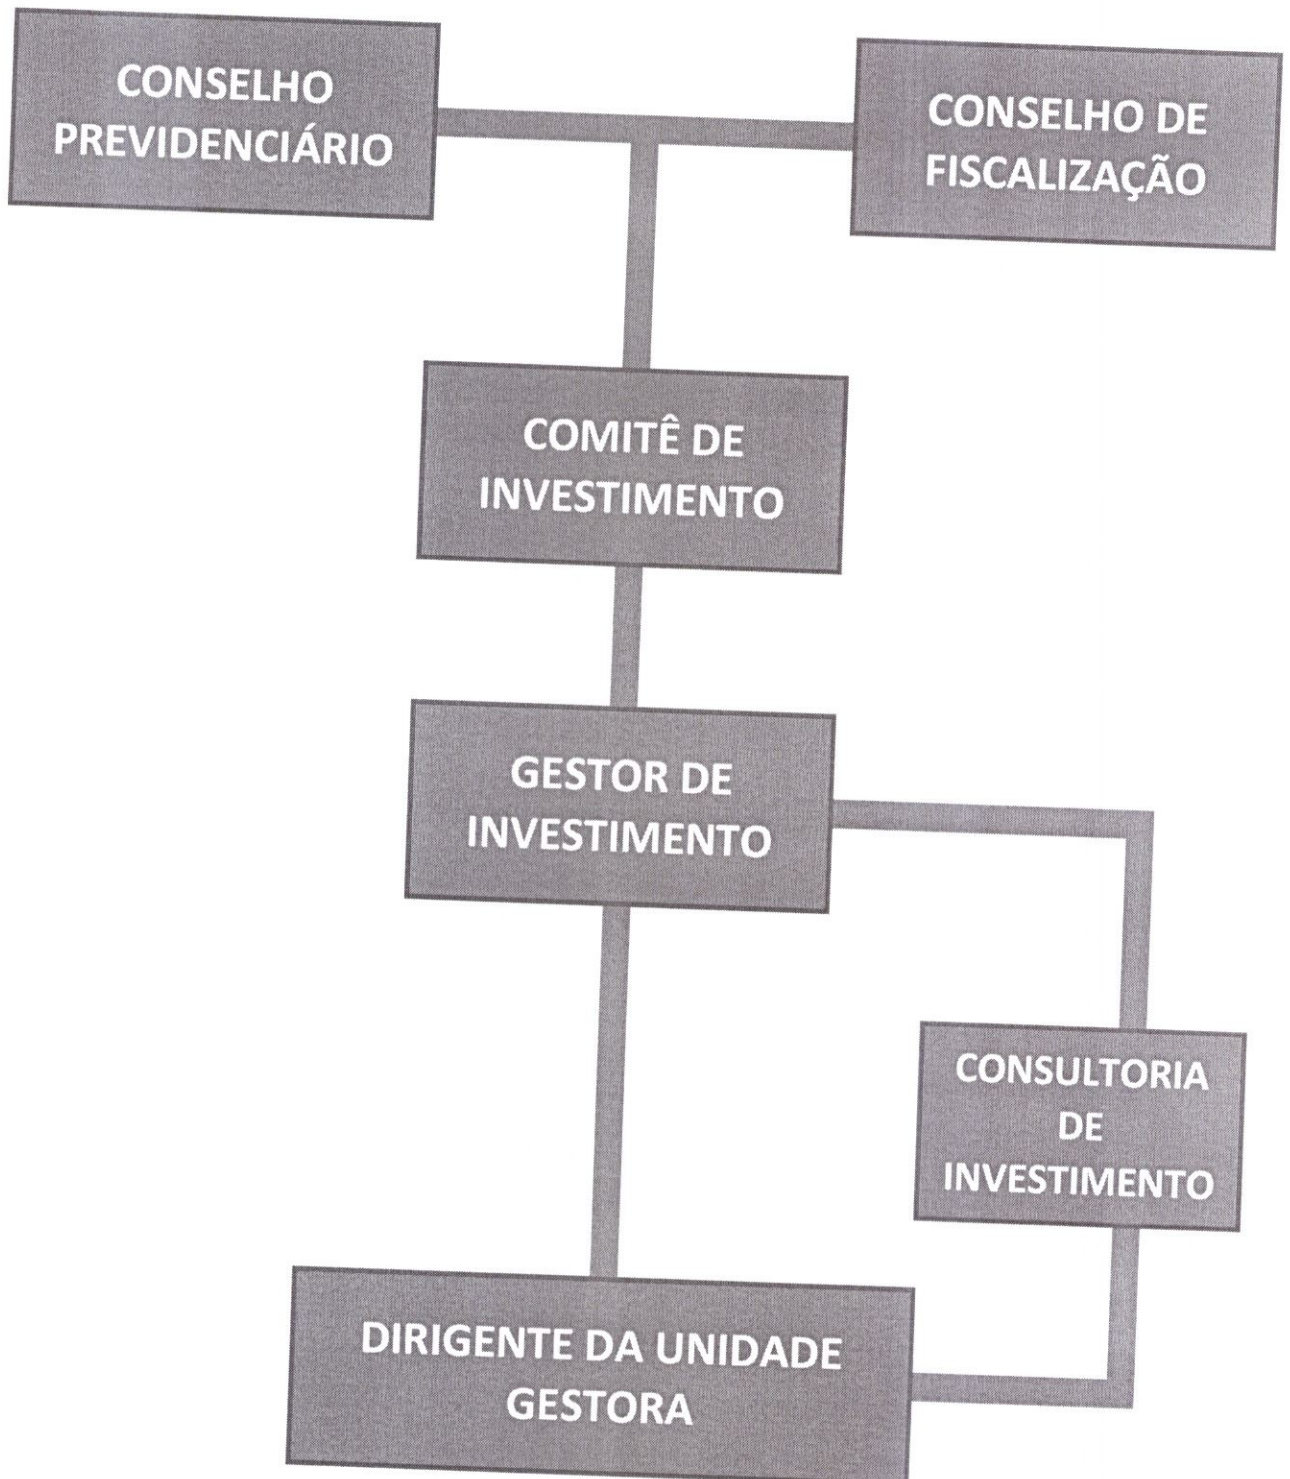 CONSELHO
PREVIDENCIÁRIO
CONSELHO DE
FISCALIZAÇÃO
COMITÊ DE
INVESTIMENTO
GESTOR DE
INVESTIMENTO
CONSULTORIA
DE
INVESTIMENTO
DIRIGENTE DA UNIDADE
GESTORA